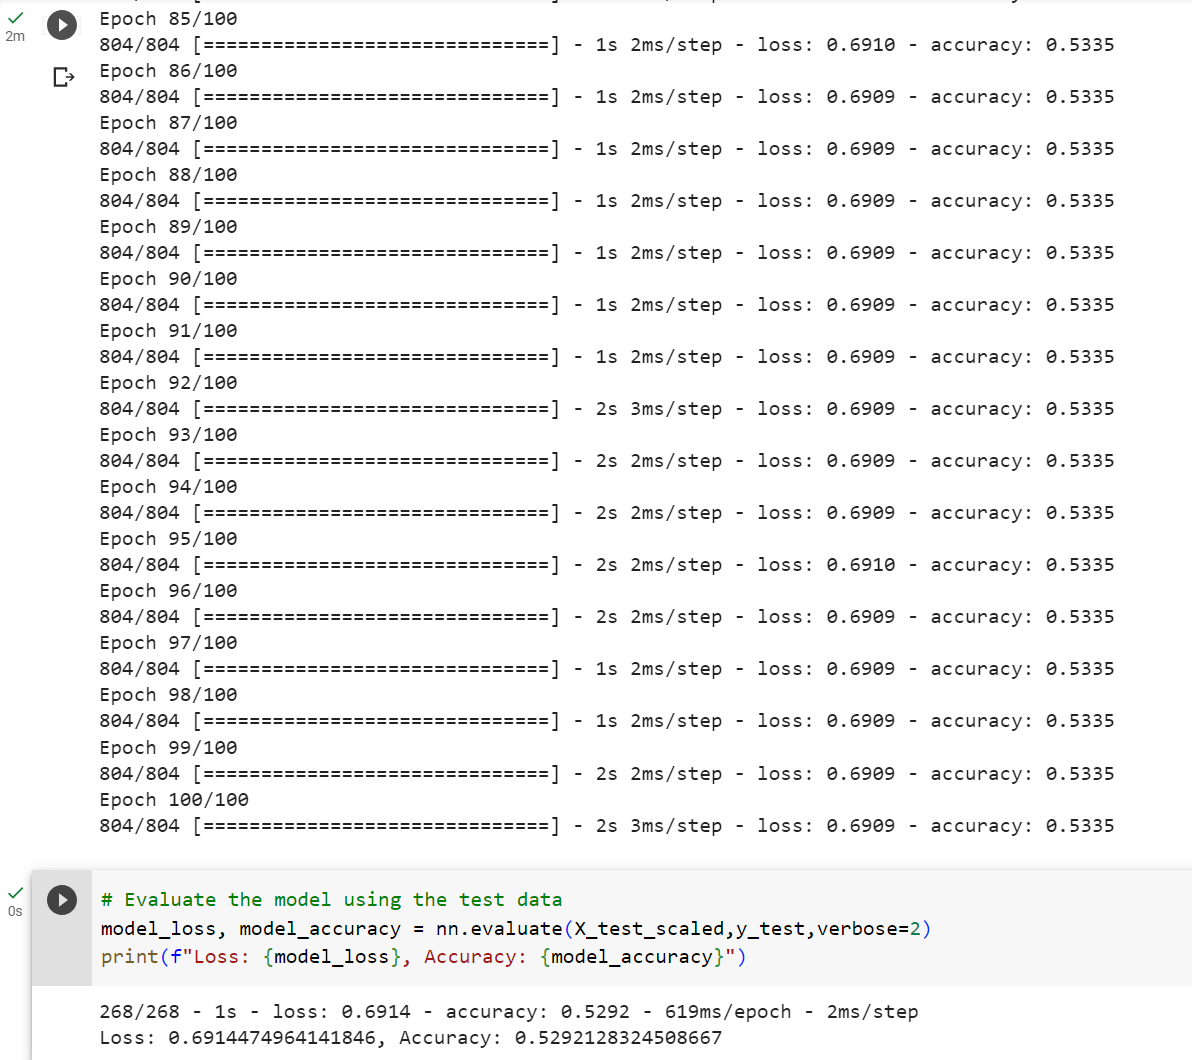 Epoch 85/100
2m
804/804 [==============================] - 1s 2ms/step - loss: 0.6910 - accuracy: 0.5335
Epoch 86/100
804/804 [==============================] - 1s 2ms/step - loss: 0.6909 - accuracy: 0.5335
Epoch 87/100
804/804 [==============================] - 1s 2ms/step - loss: 0.6909 - accuracy: 0.5335
Epoch 88/100
804/804 [==============================] - 1s 2ms/step - loss: 0.6909 - accuracy: 0.5335
Epoch 89/100
804/804 [==============================] - 1s 2ms/step - loss: 0.6909 - accuracy: 0.5335
Epoch 90/100
804/804 [==============================] - 1s 2ms/step - loss: 0.6909 - accuracy: 0.5335
Epoch 91/100
804/804 [==============================] - 1s 2ms/step - loss: 0.6909 - accuracy: 0.5335
Epoch 92/100
804/804 [==============================] - 2s 3ms/step - loss: 0.6909 - accuracy: 0.5335
Epoch 93/100
804/804 [==============================] - 2s 2ms/step - loss: 0.6909 - accuracy: 0.5335
Epoch 94/100
804/804 [==============================] - 2s 2ms/step - loss: 0.6909 - accuracy: 0.5335
Epoch 95/100
804/804 [==============================] - 2s 2ms/step - loss: 0.6910 - accuracy: 0.5335
Epoch 96/100
804/804 [==============================] - 2s 2ms/step - loss: 0.6909 - accuracy: 0.5335
Epoch 97/100
804/804 [==============================] - 1s 2ms/step - loss: 0.6909 - accuracy: 0.5335
Epoch 98/100
804/804 [==============================] - 1s 2ms/step - loss: 0.6909 - accuracy: 0.5335
Epoch 99/100
804/804 [==============================] - 2s 2ms/step - loss: 0.6909 - accuracy: 0.5335
Epoch 100/100
804/804 [==============================] - 2s 3ms/step - loss: 0.6909 - accuracy: 0.5335
# Evaluate the model using the test data
0s
model_loss, model_accuracy = nn.evaluate(X_test_scaled,y_test,verbose=2)
print(f"Loss: {model_loss}, Accuracy: {model_accuracy}")
268/268 - 1s - loss: 0.6914 - accuracy: 0.5292 - 619ms/epoch - 2ms/step
Loss: 0.6914474964141846, Accuracy: 0.5292128324508667